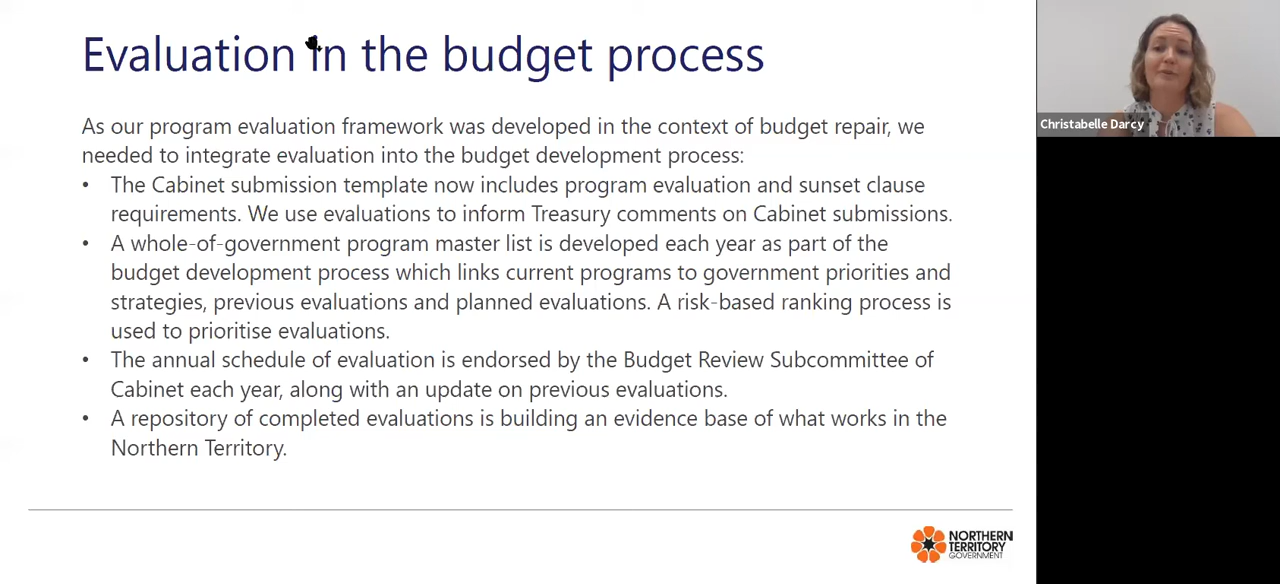 Evaluation in the budget process
As our program evaluation framework was developed in the context of budget repair, we
needed to integrate evaluation into the budget development process:
• The Cabinet submission template now includes program evaluation and sunset clause
requirements. We use evaluations to inform Treasury comments on Cabinet submissions.
• A whole-of-government program master list is developed each year as part of the
budget development process which links current programs to government priorities and
strategies, previous evaluations and planned evaluations. A risk-based ranking process is
used to prioritise evaluations.
• The annual schedule of evaluation is endorsed by the Budget Review Subcommittee of
Cabinet each year, along with an update on previous evaluations.
• A repository of completed evaluations is building an evidence base of what works in the
Northern Territory.
NORTHERN
TERRITORY
GOVERNMENT
Christabelle Darcy